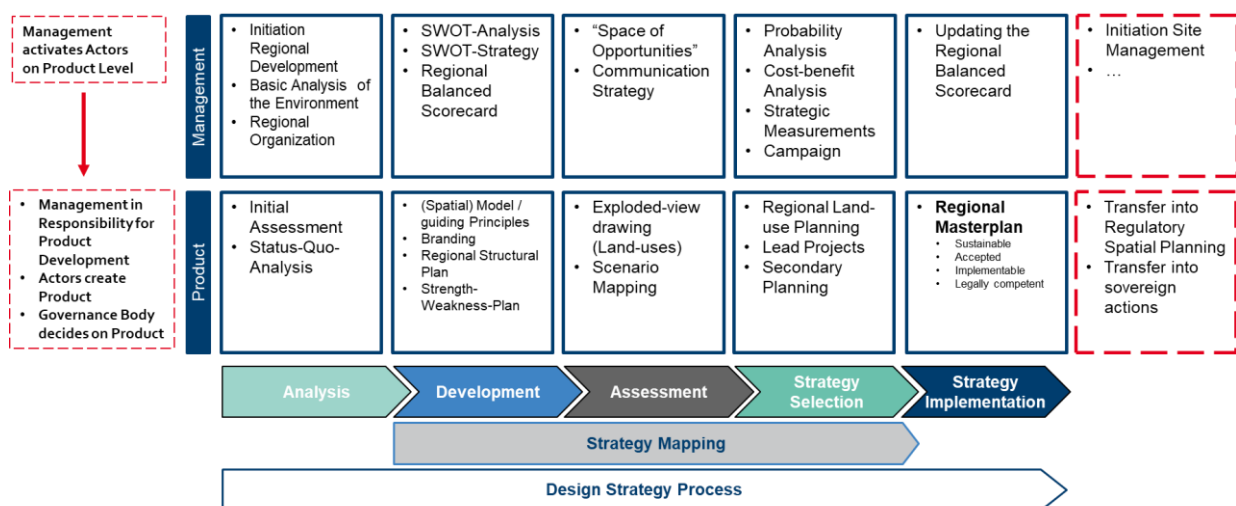 Management
activates Actors
on Product Level
Management
• Initiation
Regional
Development
• Basic Analysis of
the Environment
• Regional
Organization
• SWOT-Analysis
• SWOT-Strategy
• Regional
Balanced
Scorecard
• “Space of
Opportunities”
• Communication
Strategy
• Probability
Analysis
• Cost-benefit
Analysis
• Strategic
Measurements
• Campaign
• Updating the
Regional
Balanced
Scorecard
• Initiation Site
Management
• …
• Management in
Responsibility for
Product
Development
• Actors create
Product
• Governance Body
decides on Product
Product
• Initial
Assessment
• Status-Quo-
Analysis
• (Spatial) Model /
guiding Principles
• Branding
• Regional Structural
Plan
• Strength-
Weakness-Plan
• Exploded-view
drawing
(Land-uses)
• Scenario
Mapping
• Regional Land-
use Planning
• Lead Projects
• Secondary
Planning
• Regional
Masterplan
• Sustainable
• Accepted
• Implementable
• Legally competent
• Transfer into
Regulatory
Spatial Planning
• Transfer into
sovereign
actions
Analysis
Development
Assessment
Strategy
Selection
Strategy
Implementation
Strategy Mapping
Design Strategy Process